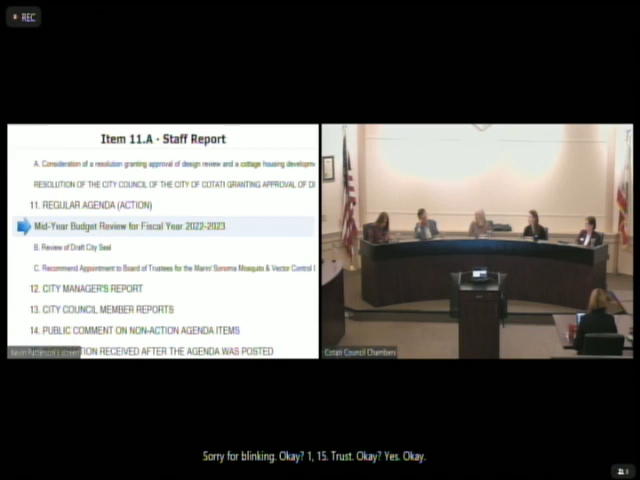 REC
Item 11.A - Staff Report
A. Consideration of a resolution granting approval of design review and a cottage housing developm
RESOLUTION OF THE CITY COUNCIL OF THE CITY OF COTATI GRANTING APPROVAL OF DI
11. REGULAR AGENDA (ACTION)
Mid-Year Budget Review for Fiscal Year 2022-2023
B. Review of Draft City Seal
C. Recommend Appointment to Board of Trustees for the Marin/ Sonoma Mosquito & Vector Control
12. CITY MANAGER'S REPORT
13. CITY COUNCIL MEMBER REPORTS
14. PUBLIC COMMENT ON NON-ACTION AGENDA ITEMS
TION RECEIVED AFTER THE AGENDA WAS POSTED
Cotati Council Chambers
Sorry for blinking. Okay? 1, 15. Trust. Okay? Yes. Okay.